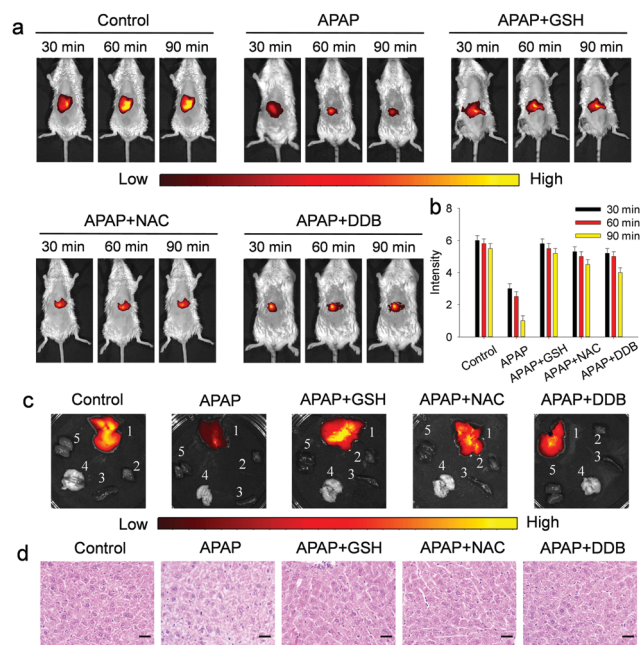 a
Control APAP APAP+GSH
30 min 60 min 90 min 30 min 60 min 90 min 30 min 60 min 90 min
Low High
APAP+NAC APAP+DDB
30 min 60 min 90 min 30 min 60 min 90 min
b
30 min
60 min
90 min
8
6
4
2
0
Intensity
Control APAP APAP+GSH APAP+NAC APAP+DDB
c
Control APAP APAP+GSH APAP+NAC APAP+DDB
1 2 3 4 5
1 2 3 4 5
1 2 3 4 5
1 2 3 4 5
1 2 3 4 5
Low High
d
Control APAP APAP+GSH APAP+NAC APAP+DDB